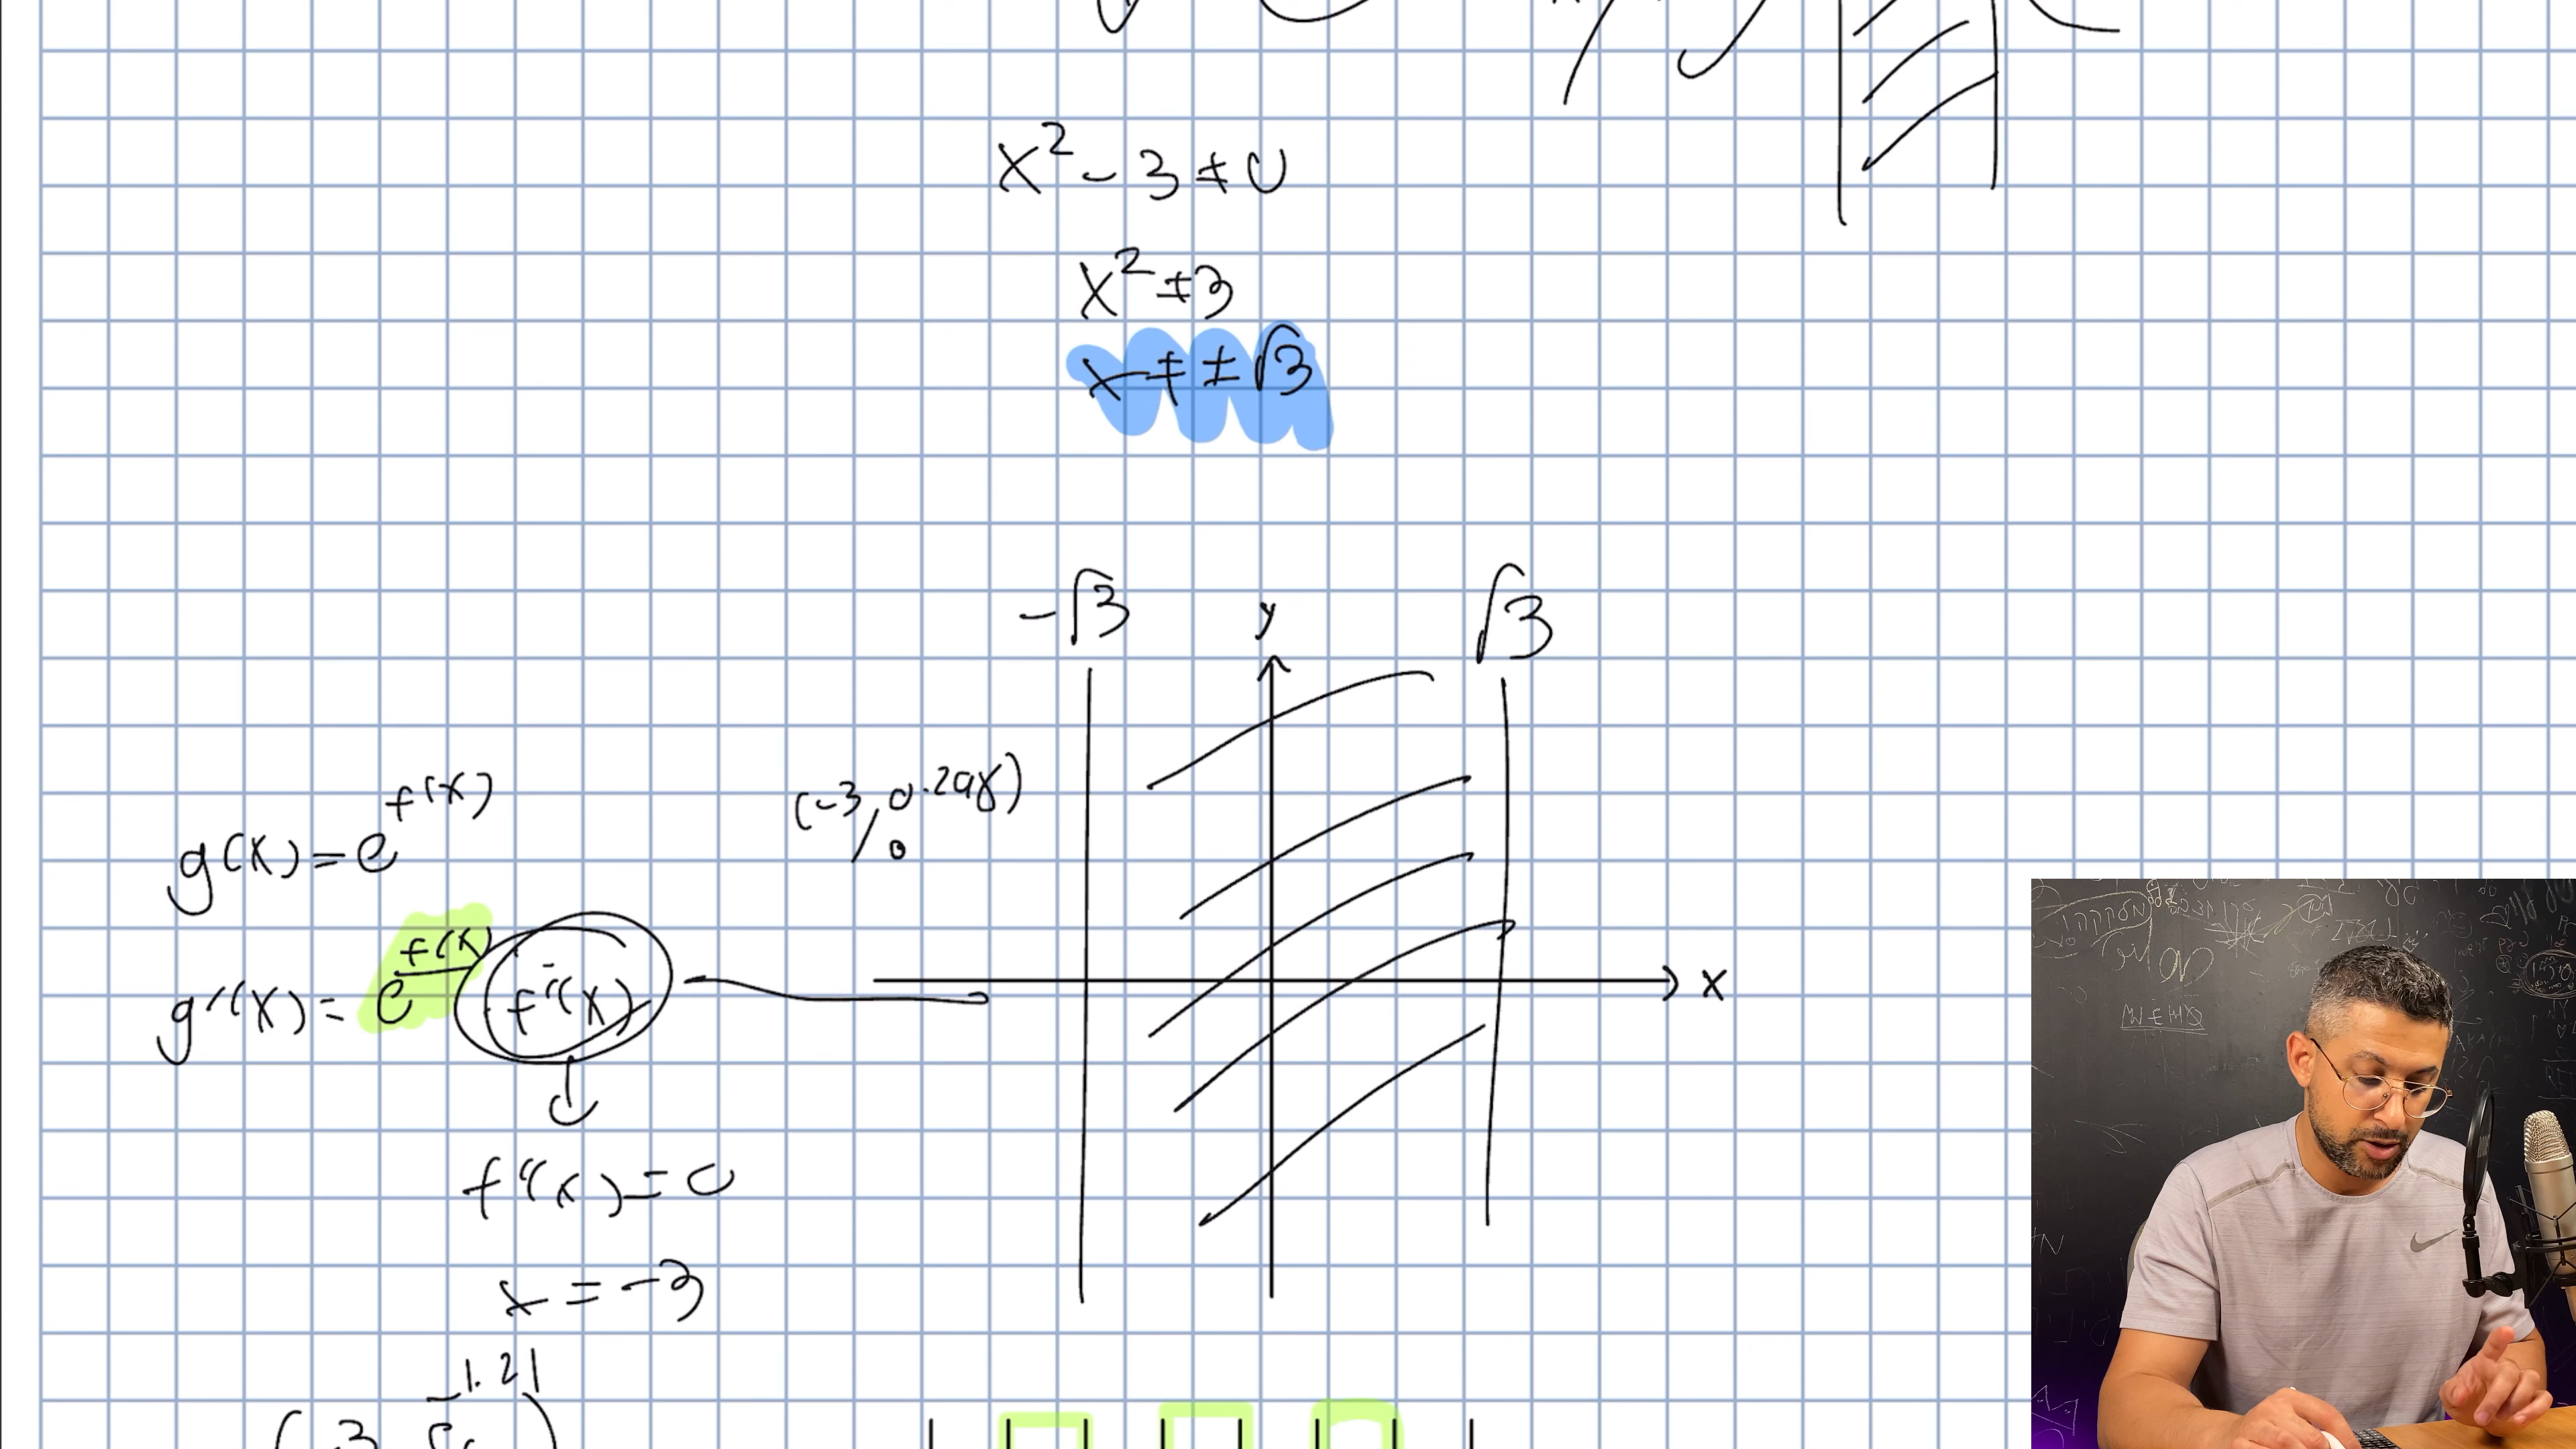 x² - 3 ≠ 0
x² ≠ 3
x ≠ ±√3
-√3
y
√3
(-3, 0.298)
g(x) = e^f(x)
g'(x) = e^f(x) · f'(x)
x
f'(x) = 0
x = -3
-1.21